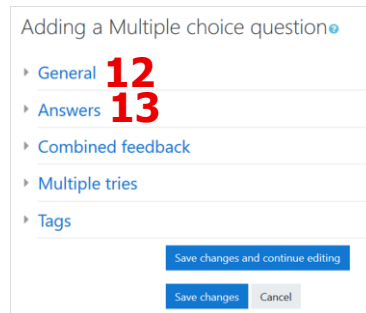 Adding a Multiple choice question?
General 12
Answers 13
Combined feedback
Multiple tries
Tags
Save changes and continue editing
Save changes Cancel